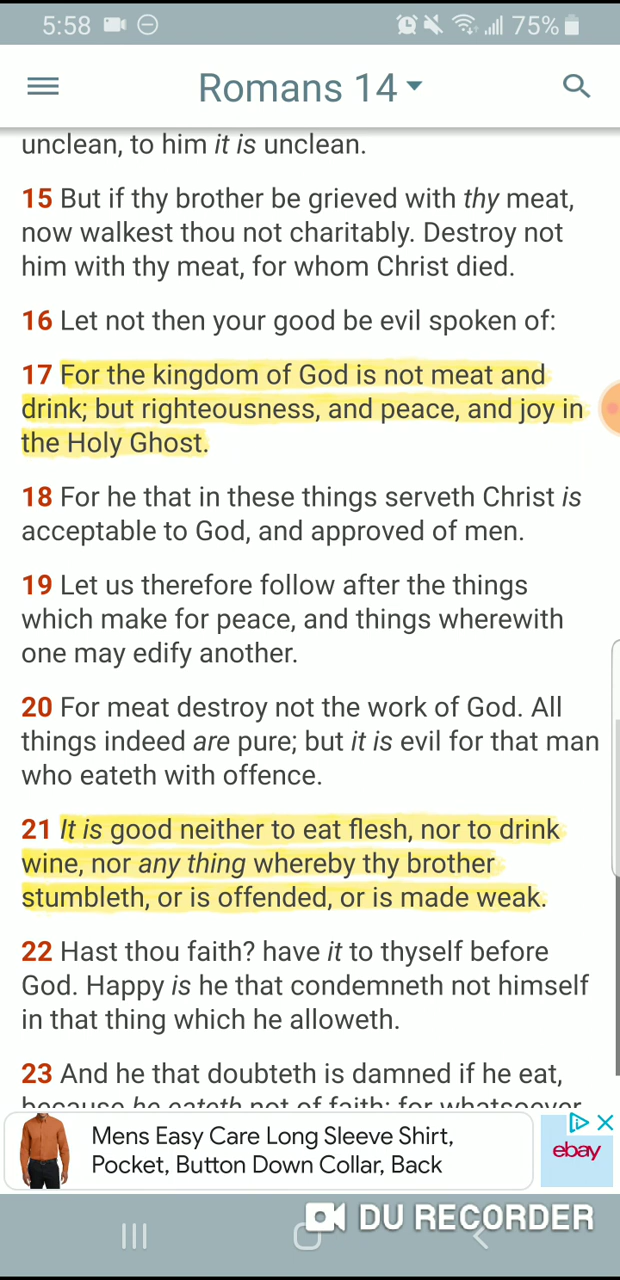 5:58
75%
Romans 14
unclean, to him it is unclean.
15 But if thy brother be grieved with thy meat,
now walkest thou not charitably. Destroy not
him with thy meat, for whom Christ died.
16 Let not then your good be evil spoken of:
17 For the kingdom of God is not meat and
drink; but righteousness, and peace, and joy in
the Holy Ghost.
18 For he that in these things serveth Christ is
acceptable to God, and approved of men.
19 Let us therefore follow after the things
which make for peace, and things wherewith
one may edify another.
20 For meat destroy not the work of God. All
things indeed are pure; but it is evil for that man
who eateth with offence.
21 It is good neither to eat flesh, nor to drink
wine, nor any thing whereby thy brother
stumbleth, or is offended, or is made weak.
22 Hast thou faith? have it to thyself before
God. Happy is he that condemneth not himself
in that thing which he alloweth.
23 And he that doubteth is damned if he eat,
because he eateth not of faith: for whatsoever
Mens Easy Care Long Sleeve Shirt,
Pocket, Button Down Collar, Back
ebay
DU RECORDER